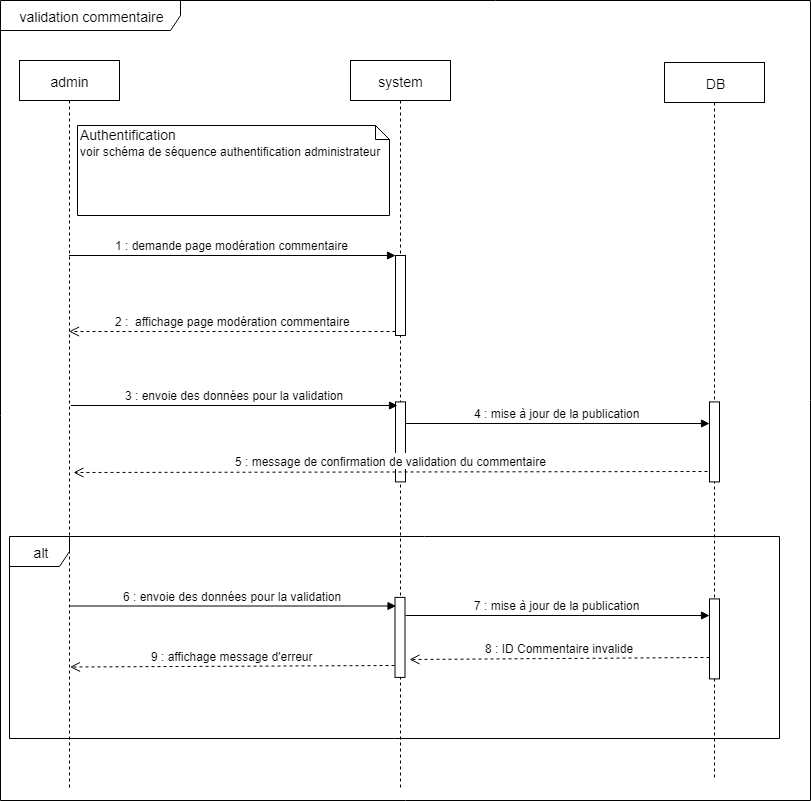 validation commentaire
admin
system
DB
Authentification
voir schéma de séquence authentification administrateur
1 : demande page modération commentaire
2 :  affichage page modération commentaire
3 : envoie des données pour la validation
4 : mise à jour de la publication
5 : message de confirmation de validation du commentaire
alt
6 : envoie des données pour la validation
7 : mise à jour de la publication
8 : ID Commentaire invalide
9 : affichage message d'erreur